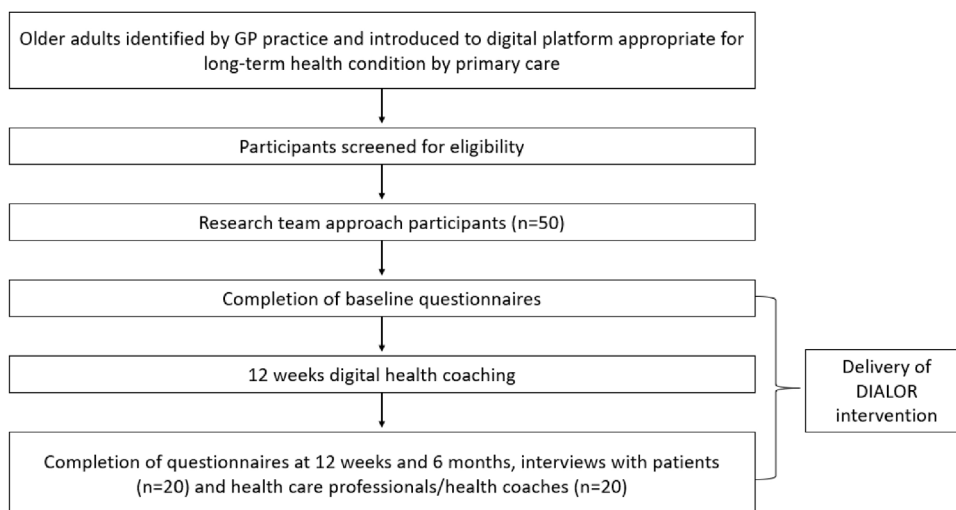 Older adults identified by GP practice and introduced to digital platform appropriate for
long-term health condition by primary care
Participants screened for eligibility
Research team approach participants (n=50)
Completion of baseline questionnaires
12 weeks digital health coaching
Completion of questionnaires at 12 weeks and 6 months, interviews with patients
(n=20) and health care professionals/health coaches (n=20)
Delivery of
DIALOR
intervention